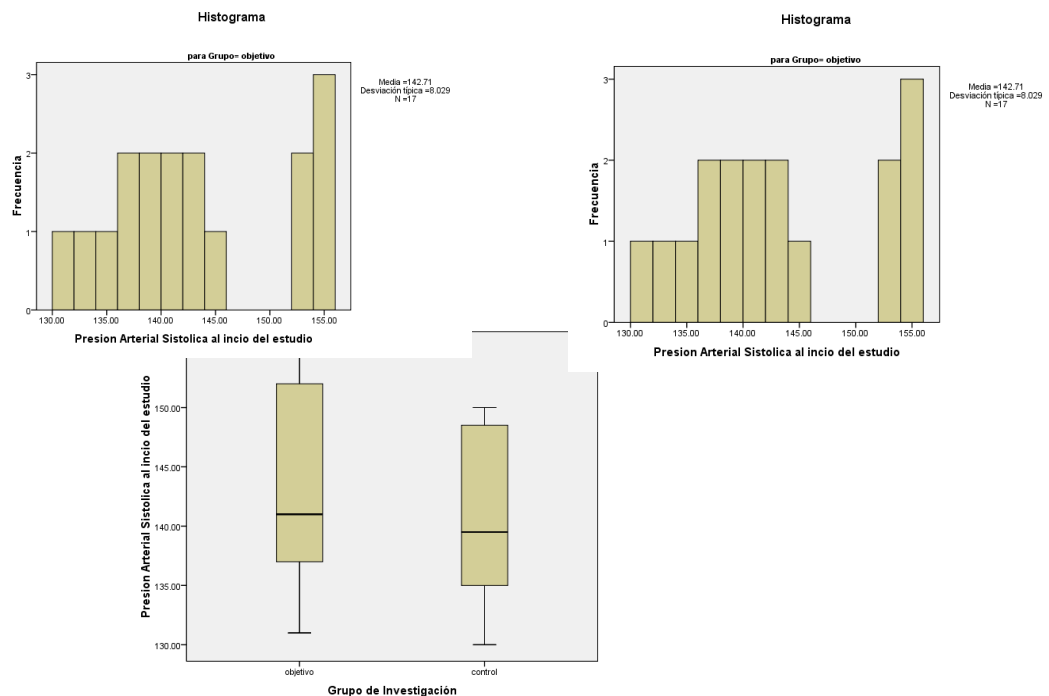 Histograma
para Grupo= objetivo
Media =142.71
Desviación típica =8.029
N =17
Frecuencia
3
2
1
0
130.00 135.00 140.00 145.00 150.00 155.00
Presion Arterial Sistolica al incio del estudio
Histograma
para Grupo= objetivo
Media =142.71
Desviación típica =8.029
N =17
Frecuencia
3
2
1
0
130.00 135.00 140.00 145.00 150.00 155.00
Presion Arterial Sistolica al incio del estudio
Presion Arterial Sistolica al incio del estudio
150.00
145.00
140.00
135.00
130.00
objetivo control
Grupo de Investigación